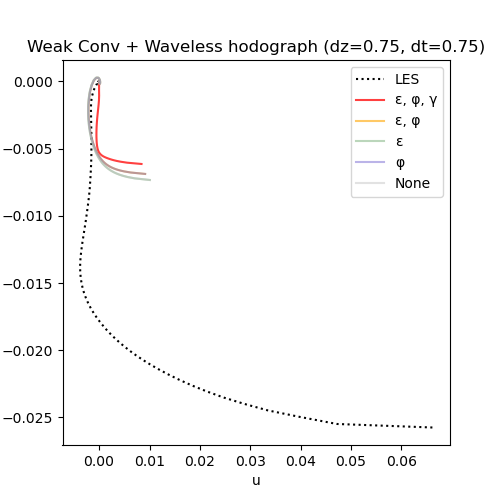 Weak Conv + Waveless hodograph (dz=0.75, dt=0.75)
0.000
−0.005
−0.010
−0.015
−0.020
−0.025
LES
ε, φ, γ
ε, φ
ε
φ
None
0.00 0.01 0.02 0.03 0.04 0.05 0.06
u